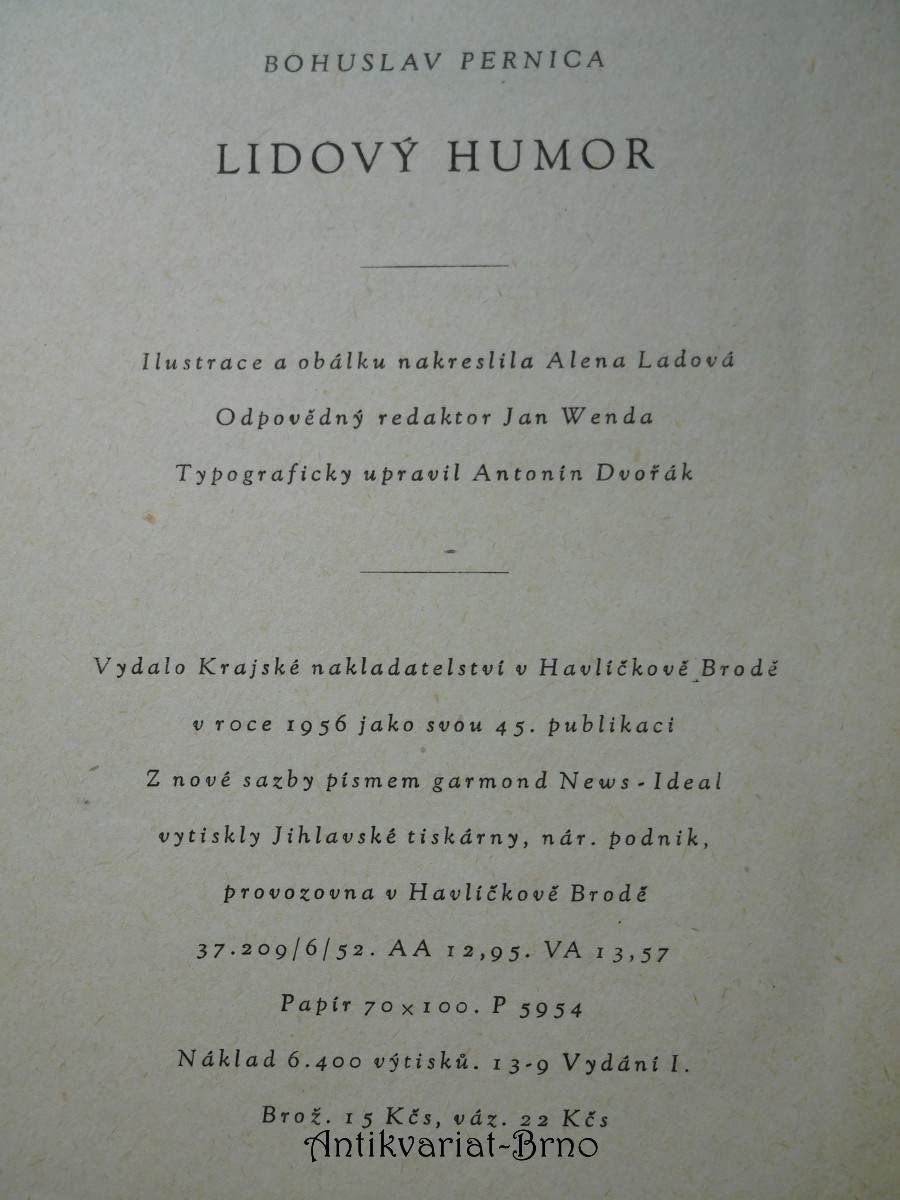 BOHUSLAV PERNICA
LIDOVÝ HUMOR
Ilustrace a obálku nakreslila Alena Ladová
Odpovědný redaktor Jan Wenda
Typograficky upravil Antonín Dvořák
Vydalo Krajské nakladatelství v Havlíčkově Brodě
v roce 1956 jako svou 45. publikaci
Z nové sazby písmem garmond News-Ideal
vytiskly Jihlavské tiskárny, nár. podnik,
provozovna v Havlíčkově Brodě
37.209/6/52. AA 12,95. VA 13,57
Papír 70×100. P 5954
Náklad 6.400 výtisků. 13-9 Vydání I.
Brož. 15 Kčs, váz. 22 Kčs
Antikvariat-Brno